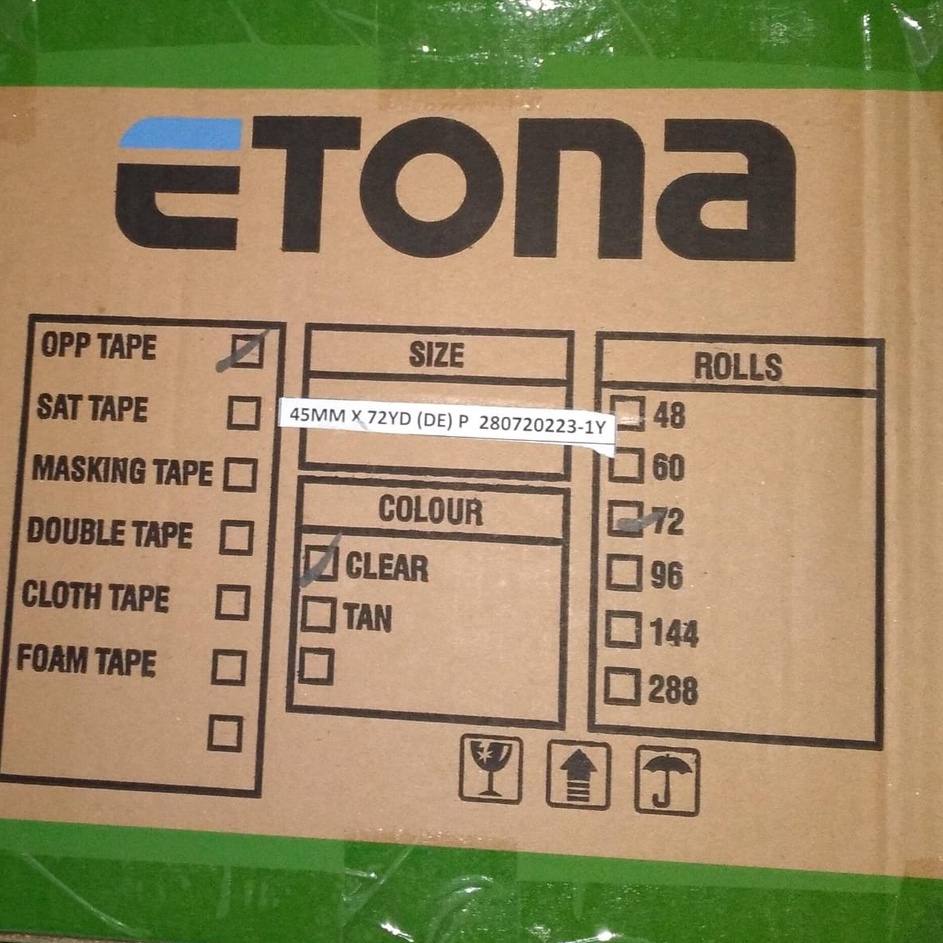 ETONA
OPP TAPE
SAT TAPE
MASKING TAPE
DOUBLE TAPE
CLOTH TAPE
FOAM TAPE
SIZE
45MM X 72YD (DE) P 280720223-1Y
COLOUR
CLEAR
TAN
ROLLS
48
60
72
96
144
288